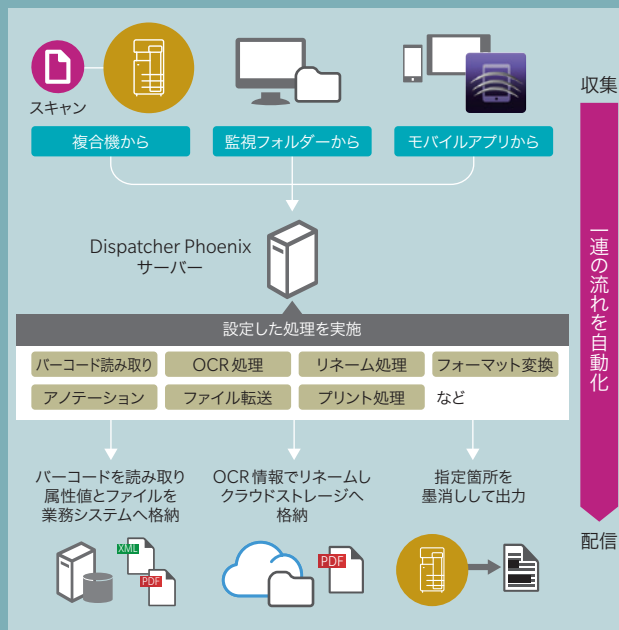 スキャン
収集
複合機から
監視フォルダーから
モバイルアプリから
一連の流れを自動化
Dispatcher Phoenix
サーバー
設定した処理を実施
バーコード読み取り
OCR処理
リネーム処理
フォーマット変換
アノテーション
ファイル転送
プリント処理
など
バーコードを読み取り
属性値とファイルを
業務システムへ格納
OCR情報でリネームし
クラウドストレージへ
格納
指定箇所を
墨消しして出力
配信
XML
PDF
PDF